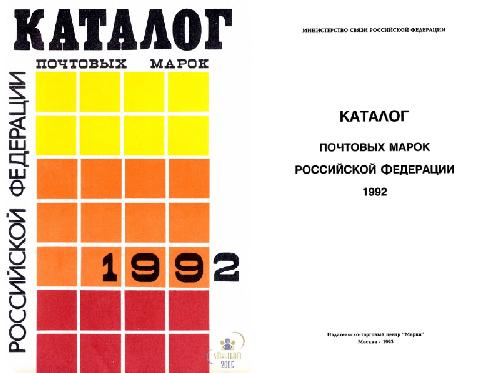 КАТАЛОГ
ПОЧТОВЫХ МАРОК
РОССИЙСКОЙ ФЕДЕРАЦИИ
1992
МИНИСТЕРСТВО СВЯЗИ РОССИЙСКОЙ ФЕДЕРАЦИИ
КАТАЛОГ
ПОЧТОВЫХ МАРОК
РОССИЙСКОЙ ФЕДЕРАЦИИ
1992
Издательско-торговый центр "Марка"
Москва - 1993